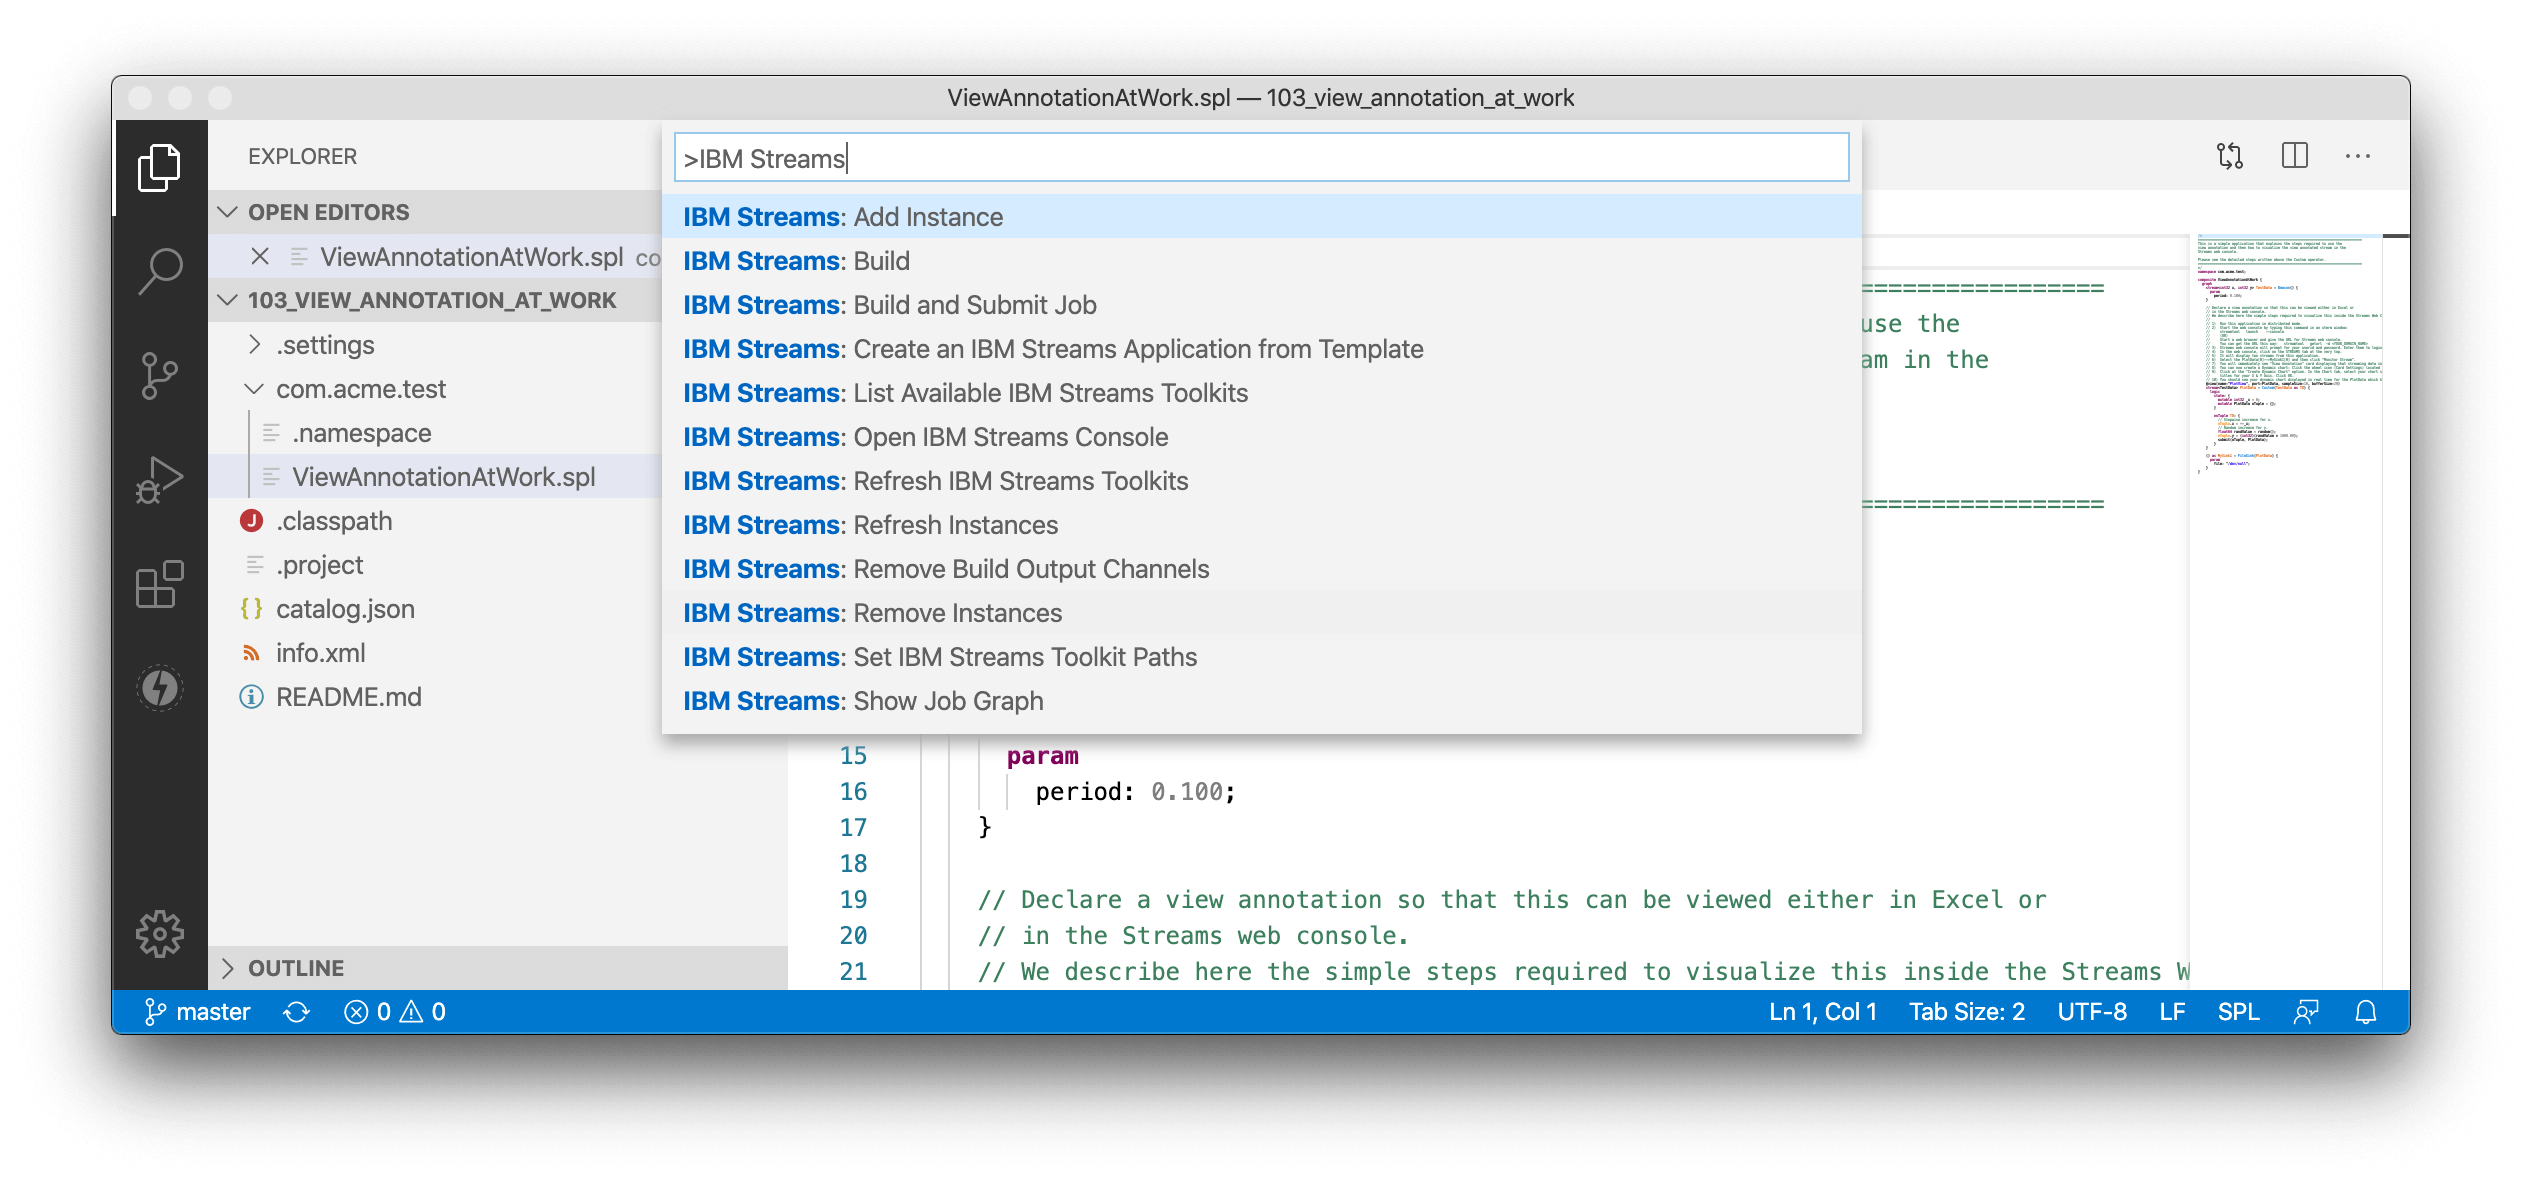 ViewAnnotationAtWork.spl — 103_view_annotation_at_work
EXPLORER
OPEN EDITORS
ViewAnnotationAtWork.spl co
103_VIEW_ANNOTATION_AT_WORK
.settings
com.acme.test
.namespace
ViewAnnotationAtWork.spl
.classpath
.project
catalog.json
info.xml
README.md
OUTLINE
>IBM Streams
IBM Streams: Add Instance
IBM Streams: Build
IBM Streams: Build and Submit Job
IBM Streams: Create an IBM Streams Application from Template
IBM Streams: List Available IBM Streams Toolkits
IBM Streams: Open IBM Streams Console
IBM Streams: Refresh IBM Streams Toolkits
IBM Streams: Refresh Instances
IBM Streams: Remove Build Output Channels
IBM Streams: Remove Instances
IBM Streams: Set IBM Streams Toolkit Paths
IBM Streams: Show Job Graph
=================
use the
am in the
=================
15 param
16 period: 0.100;
17 }
18
19 // Declare a view annotation so that this can be viewed either in Excel or
20 // in the Streams web console.
21 // We describe here the simple steps required to visualize this inside the Streams W
master 0 0
Ln 1, Col 1 Tab Size: 2 UTF-8 LF SPL